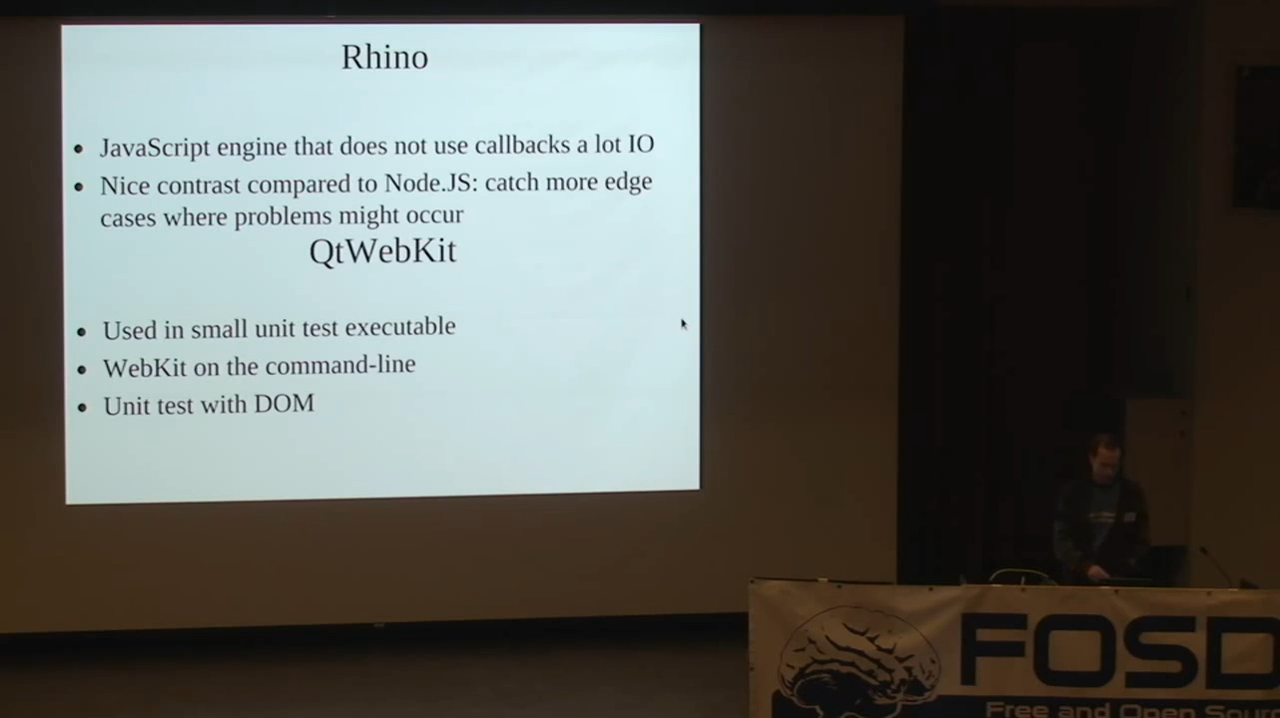 Rhino
JavaScript engine that does not use callbacks a lot IO
Nice contrast compared to Node.JS: catch more edge
cases where problems might occur
QtWebKit
Used in small unit test executable
WebKit on the command-line
Unit test with DOM
FOSD
Free and Open Sour